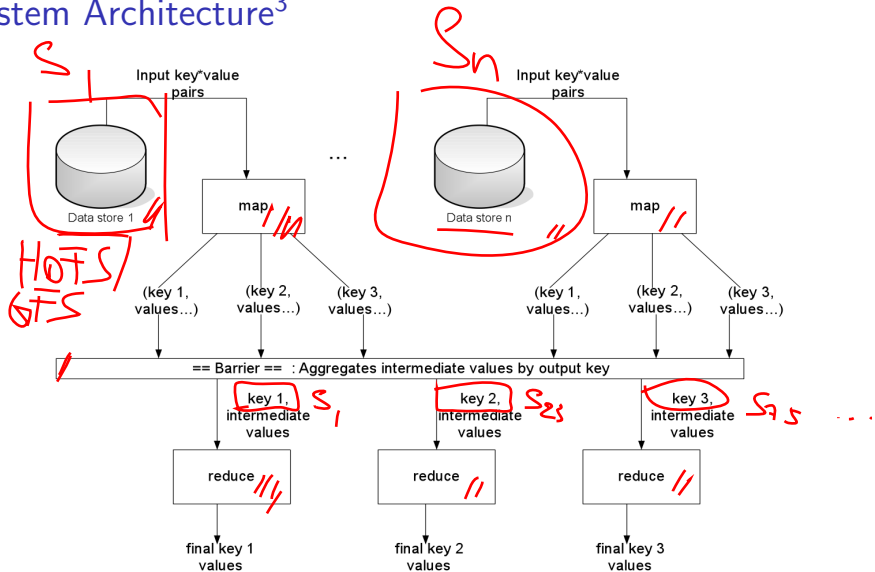 stem Architecture³
S1
Sn
Input key*value
pairs
Input key*value
pairs
...
Data store 1
map
Data store n
map
HDFS/
GFS
(key 1,
values...)
(key 2,
values...)
(key 3,
values...)
(key 1,
values...)
(key 2,
values...)
(key 3,
values...)
== Barrier == : Aggregates intermediate values by output key
key 1,
intermediate
values
S1
key 2,
intermediate
values
S25
key 3,
intermediate
values
S75
...
reduce
reduce
reduce
final key 1
values
final key 2
values
final key 3
values